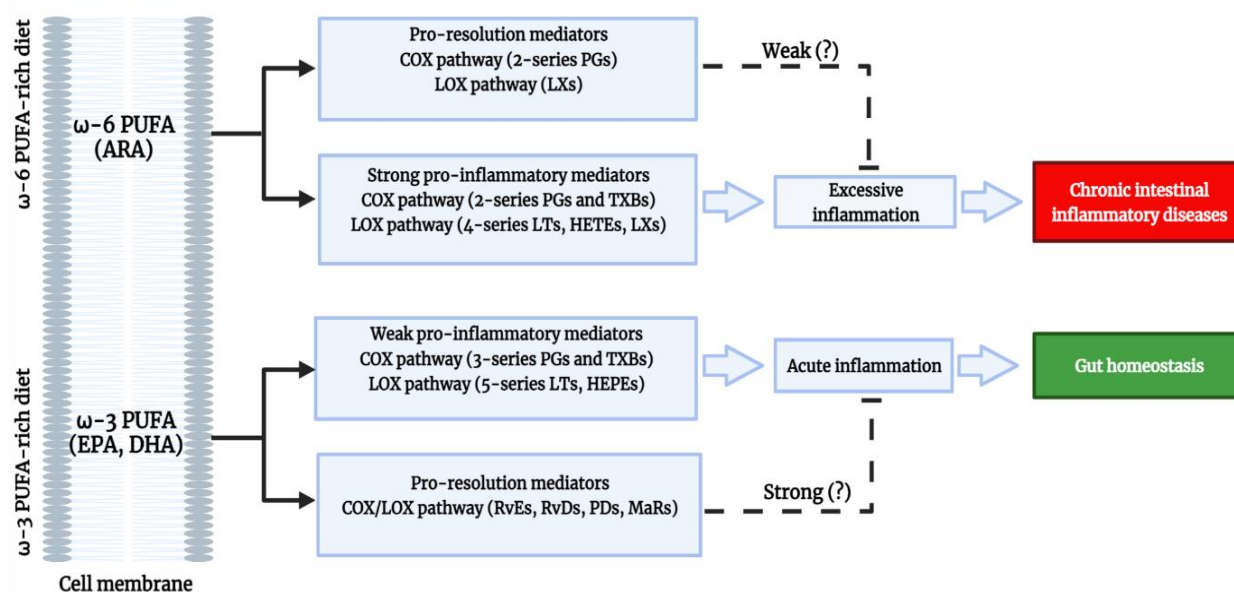 ω-6 PUFA-rich diet
ω-6 PUFA
(ARA)
Pro-resolution mediators
COX pathway (2-series PGs)
LOX pathway (LXs)
Weak (?)
Strong pro-inflammatory mediators
COX pathway (2-series PGs and TXBs)
LOX pathway (4-series LTs, HETEs, LXs)
Excessive
inflammation
Chronic intestinal
inflammatory diseases
ω-3 PUFA-rich diet
ω-3 PUFA
(EPA, DHA)
Weak pro-inflammatory mediators
COX pathway (3-series PGs and TXBs)
LOX pathway (5-series LTs, HEPEs)
Acute inflammation
Gut homeostasis
Pro-resolution mediators
COX/LOX pathway (RvEs, RvDs, PDs, MaRs)
Strong (?)
Cell membrane